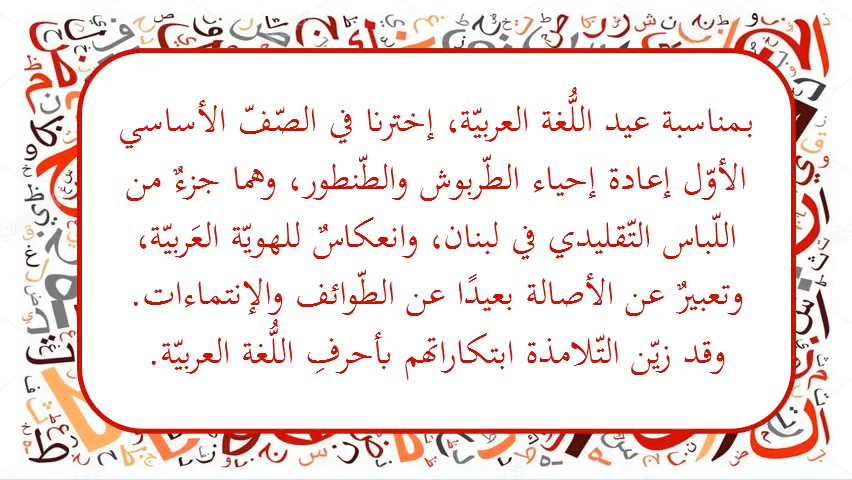 بمناسبة عيد اللُّغة العربيّة، إخترنا في الصّفّ الأساسي
الأوّل إعادة إحياء الطّربوش والطّنطور، وهما جزءٌ من
اللّباس التّقليدي في لبنان، وانعكاسٌ للهويّة العَربيّة،
وتعبيرٌ عن الأصالة بعيدًا عن الطّوائف والإنتماءات.
وقد زيّن التّلامذة ابتكاراتهم بأحرفِ اللُّغة العربيّة.